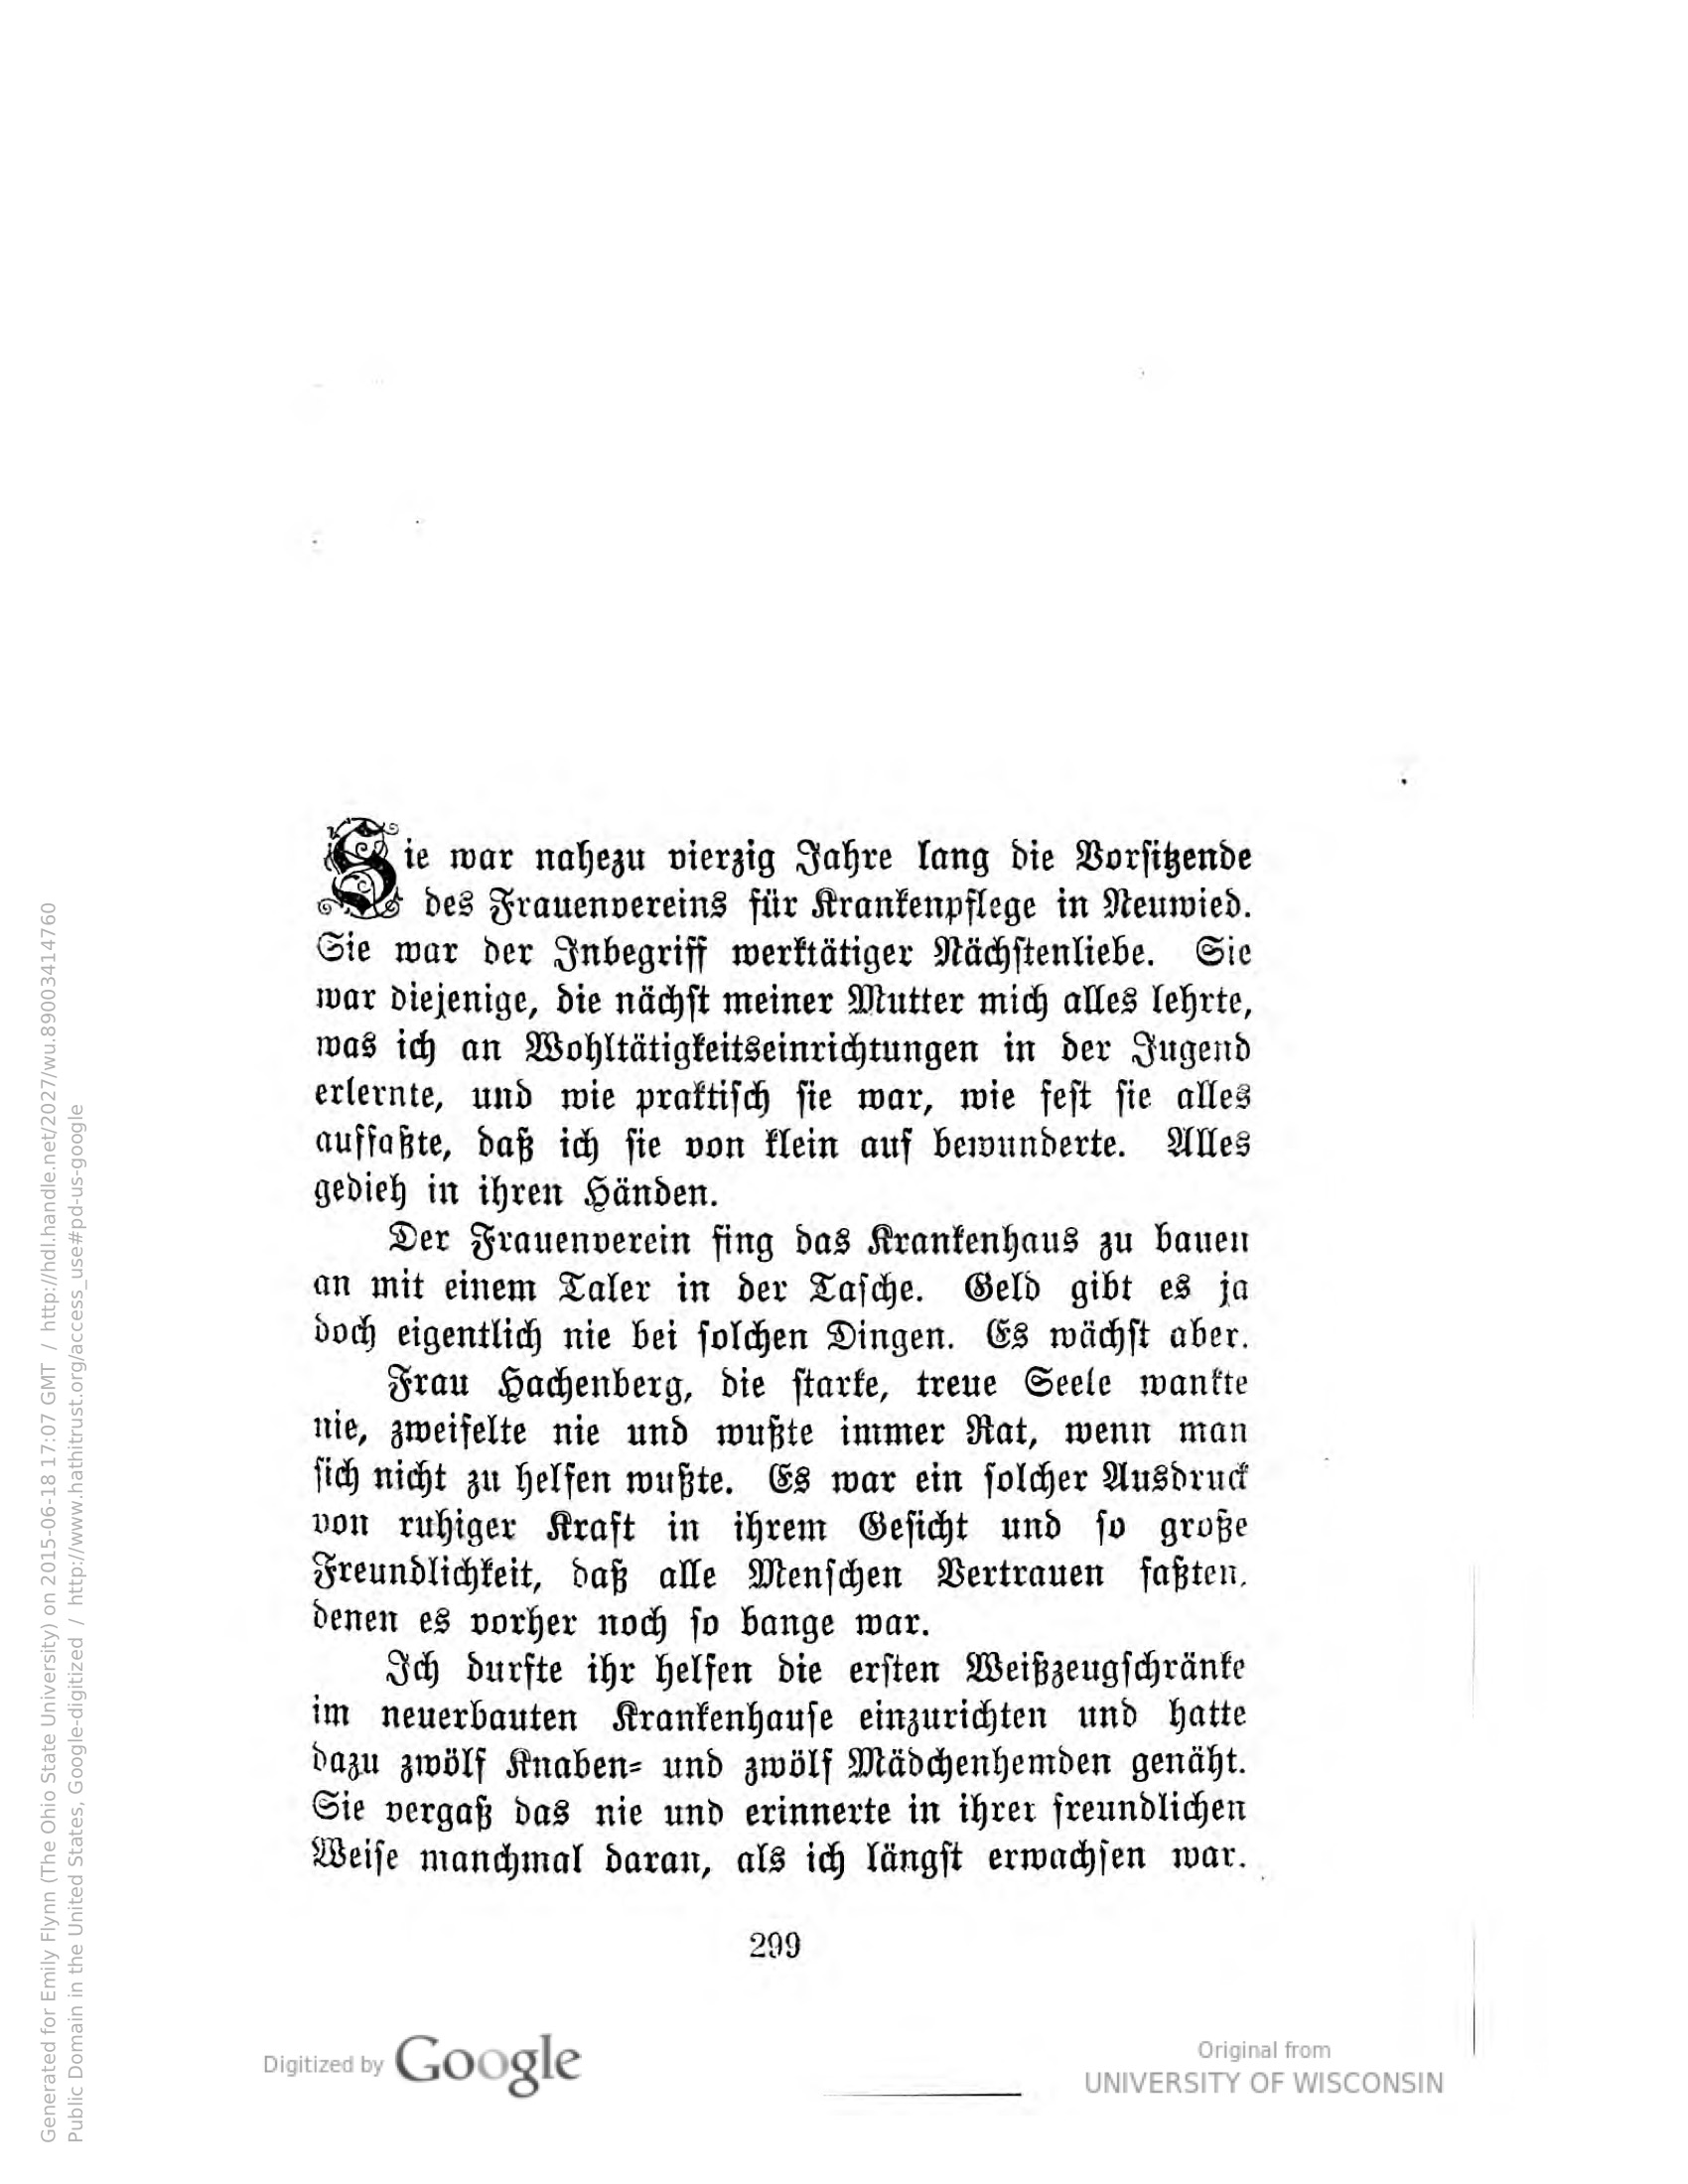 Sie war nahezu vierzig Jahre lang die Vorsitzende
des Frauenvereins für Krankenpflege in Neuwied.
Sie war der Inbegriff werktätiger Nächstenliebe. Sie
war diejenige, die nächst meiner Mutter mich alles lehrte,
was ich an Wohltätigkeitseinrichtungen in der Jugend
erlernte, und wie praktisch sie war, wie fest sie alles
auffaßte, daß ich sie von klein auf bewunderte. Alles
gedieh in ihren Händen.
Der Frauenverein fing das Krankenhaus zu bauen
an mit einem Taler in der Tasche. Geld gibt es ja
doch eigentlich nie bei solchen Dingen. Es wächst aber.
Frau Hachenberg, die starke, treue Seele wankte
nie, zweifelte nie und wußte immer Rat, wenn man
sich nicht zu helfen wußte. Es war ein solcher Ausdruck
von ruhiger Kraft in ihrem Gesicht und so große
Freundlichkeit, daß alle Menschen Vertrauen faßten,
denen es vorher noch so bange war.
Ich durfte ihr helfen die ersten Weißzeugschränke
im neuerbauten Krankenhause einzurichten und hatte
dazu zwölf Knaben= und zwölf Mädchenhemden genäht.
Sie vergaß das nie und erinnerte in ihrer freundlichen
Weise manchmal daran, als ich längst erwachsen war.
299
Digitized by Google
Original from
UNIVERSITY OF WISCONSIN
Generated for Emily Flynn (The Ohio State University) on 2015-06-18 17:07 GMT / http://hdl.handle.net/2027/wu.89003414760
Public Domain in the United States, Google-digitized / http://www.hathitrust.org/access_use#pd-us-google